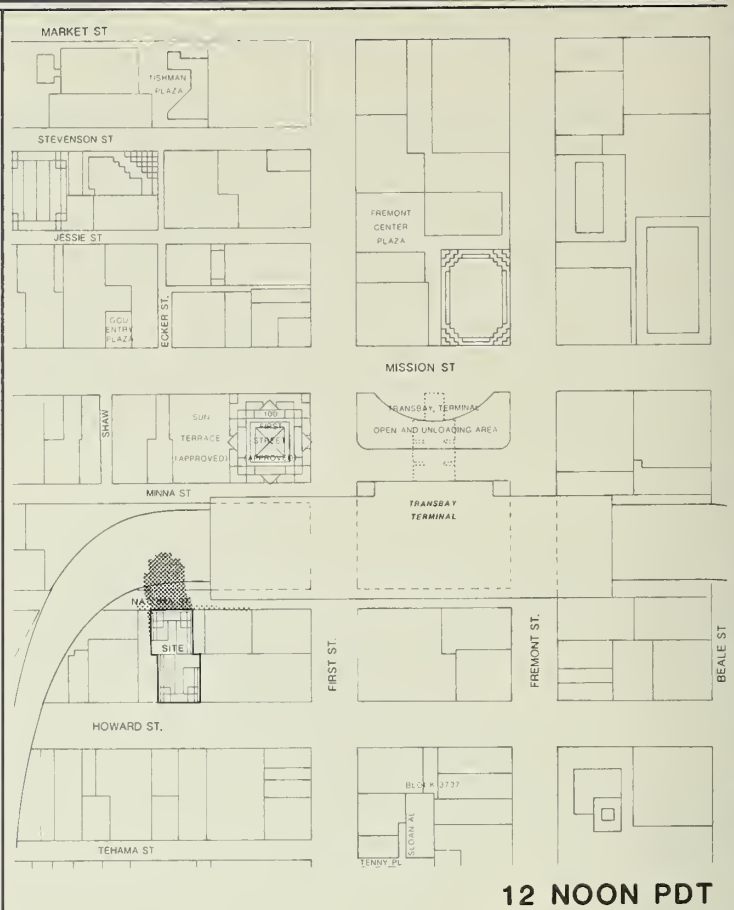 MARKET ST
TISHMAN
PLAZA
STEVENSON ST
FREMONT
CENTER
PLAZA
JESSIE ST
ECKER ST.
ENTRY
PLAZA
MISSION ST
SHAW
SUN
TERRACE
(APPROVED)
100
FIRST
STREET
(APPROVED)
TRANSBAY TERMINAL
OPEN AND UNLOADING AREA
MINNA ST
TRANSBAY
TERMINAL
SITE
FIRST ST.
FREMONT ST.
BEALE ST
HOWARD ST.
BLOCK 3737
SLOAN AL
TEHAMA ST
TENNY PL
12 NOON PDT